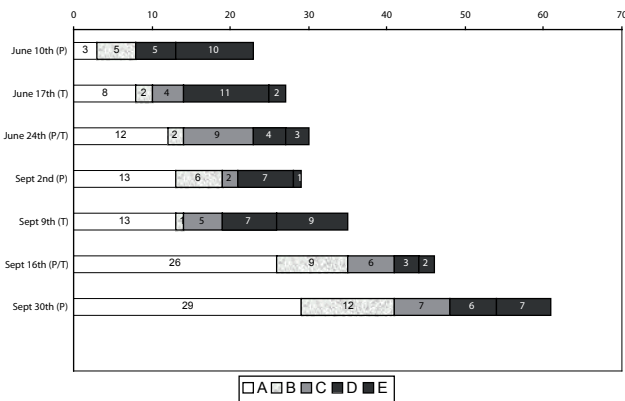 0 10 20 30 40 50 60 70
June 10th (P) 3 5 5 10
June 17th (T) 8 2 4 11 2
June 24th (P/T) 12 2 9 4 3
Sept 2nd (P) 13 6 2 7 1
Sept 9th (T) 13 1 5 7 9
Sept 16th (P/T) 26 9 6 3 2
Sept 30th (P) 29 12 7 6 7
A B C D E